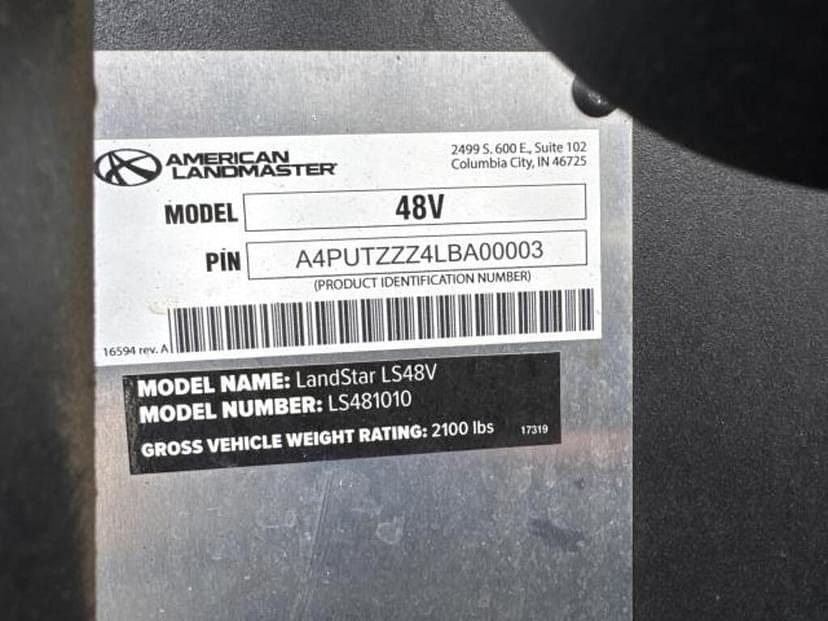 AMERICAN
LANDMASTER
2499 S. 600 E., Suite 102
Columbia City, IN 46725
MODEL 48V
PIN A4PUTZZZ4LBA00003
(PRODUCT IDENTIFICATION NUMBER)
16594 rev. A
MODEL NAME: LandStar LS48V
MODEL NUMBER: LS481010
GROSS VEHICLE WEIGHT RATING: 2100 lbs 17319